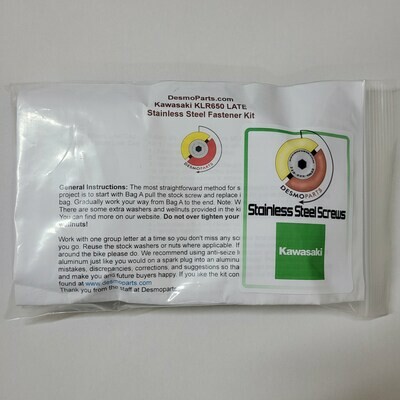 DesmoParts.com
Kawasaki KLR650 LATE
Stainless Steel Fastener Kit
General Instructions: The most straightforward method for s
project is to start with Bag A pull the stock screw and replace i
bag. Gradually work your way from Bag A to the end. Note: W
There are some extra washers and wellnuts provided in the ki
You can find more on our website. Do not over tighten your
wellnuts!
Work with one group letter at a time so you don't miss any so
you go. Reuse the stock washers or nuts where applicable. If
around the bike please do. We recommend using anti-seize l
aluminum just like you would on a spark plug into an aluminu
mistakes, discrepancies, corrections, and suggestions so tha
and make you and future buyers happy. If you like the kit con
found at www.desmoparts.com
Thank you from the staff at Desmoparts
DESMOPARTS
Stainless Steel Screws
Kawasaki